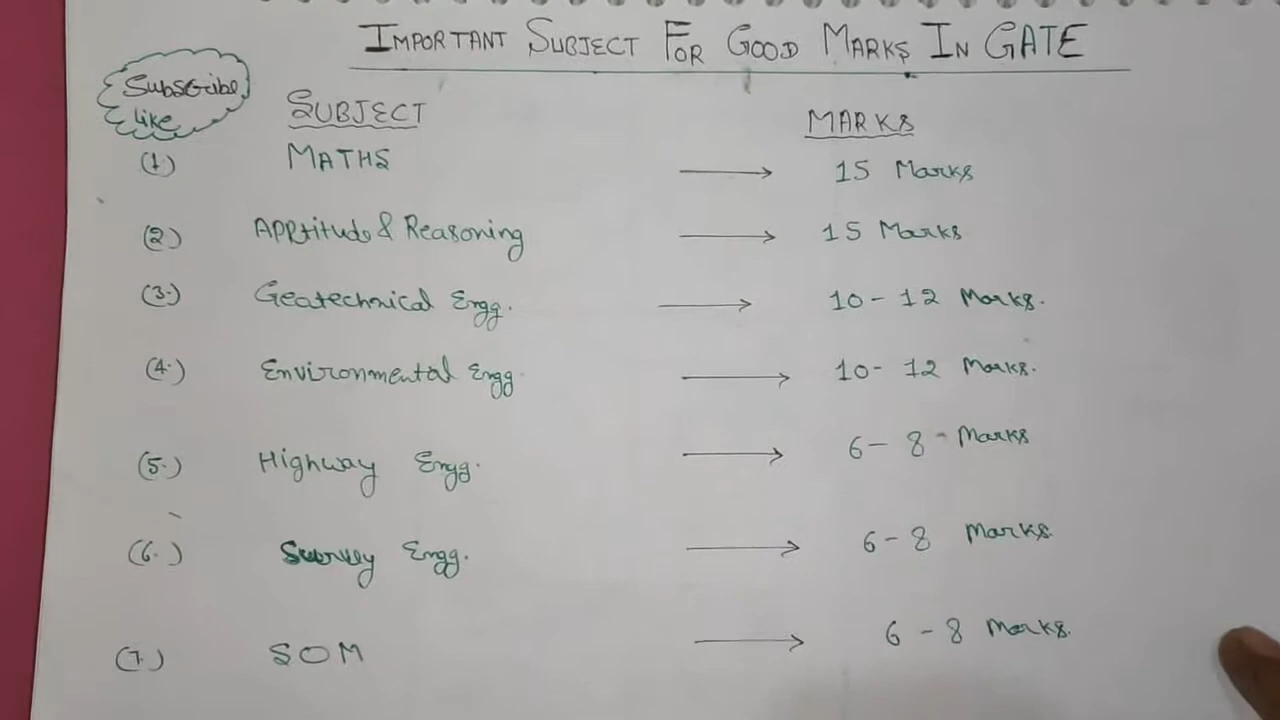 IMPORTANT SUBJECT FOR GOOD MARKS IN GATE
Subscribe
like
SUBJECT MARKS
(1) MATHS → 15 Marks
(2) Apptitude & Reasoning → 15 Marks
(3.) Geatechnical Engg. → 10 - 12 Marks.
(4.) Environmental Engg → 10 - 12 Marks.
(5.) Highway Engg. → 6 - 8 - Marks
(6.) Survey Engg. → 6 - 8 Marks.
(7.) SOM → 6 - 8 Marks.